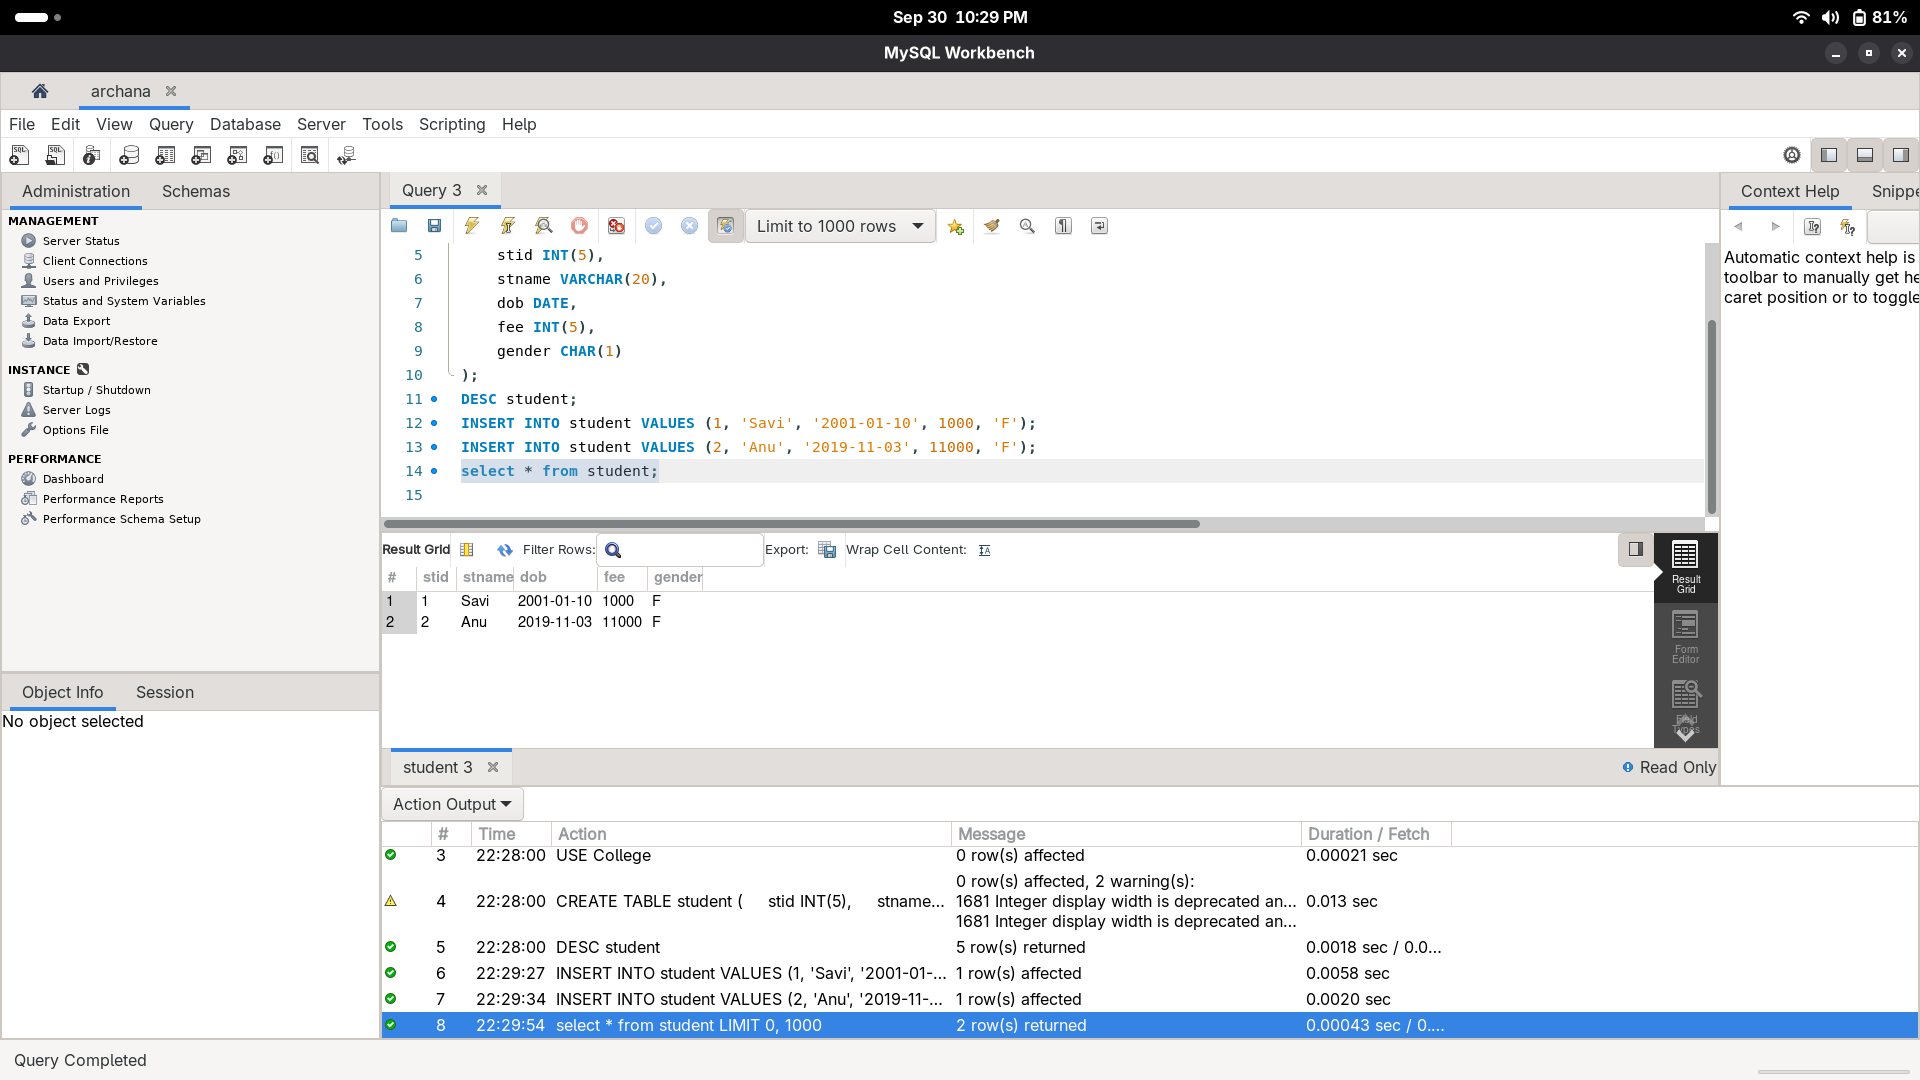 Sep 30 10:29 PM
81%
MySQL Workbench
archana
File Edit View Query Database Server Tools Scripting Help
Administration Schemas
MANAGEMENT
Server Status
Client Connections
Users and Privileges
Status and System Variables
Data Export
Data Import/Restore
INSTANCE
Startup / Shutdown
Server Logs
Options File
PERFORMANCE
Dashboard
Performance Reports
Performance Schema Setup
Object Info Session
No object selected
Query 3
Limit to 1000 rows
5 stid INT(5),
6 stname VARCHAR(20),
7 dob DATE,
8 fee INT(5),
9 gender CHAR(1)
10 );
11 DESC student;
12 INSERT INTO student VALUES (1, 'Savi', '2001-01-10', 1000, 'F');
13 INSERT INTO student VALUES (2, 'Anu', '2019-11-03', 11000, 'F');
14 select * from student;
15
Result Grid Filter Rows: Export: Wrap Cell Content:
# stid stname dob fee gender
1 1 Savi 2001-01-10 1000 F
2 2 Anu 2019-11-03 11000 F
Result
Grid
Form
Editor
Field
Types
student 3
Read Only
Context Help Snippe
Automatic context help is
toolbar to manually get he
caret position or to toggle
Action Output
# Time Action Message Duration / Fetch
3 22:28:00 USE College 0 row(s) affected 0.00021 sec
0 row(s) affected, 2 warning(s):
4 22:28:00 CREATE TABLE student ( stid INT(5), stname... 1681 Integer display width is deprecated an... 0.013 sec
1681 Integer display width is deprecated an...
5 22:28:00 DESC student 5 row(s) returned 0.0018 sec / 0.0...
6 22:29:27 INSERT INTO student VALUES (1, 'Savi', '2001-01-... 1 row(s) affected 0.0058 sec
7 22:29:34 INSERT INTO student VALUES (2, 'Anu', '2019-11-... 1 row(s) affected 0.0020 sec
8 22:29:54 select * from student LIMIT 0, 1000 2 row(s) returned 0.00043 sec / 0....
Query Completed